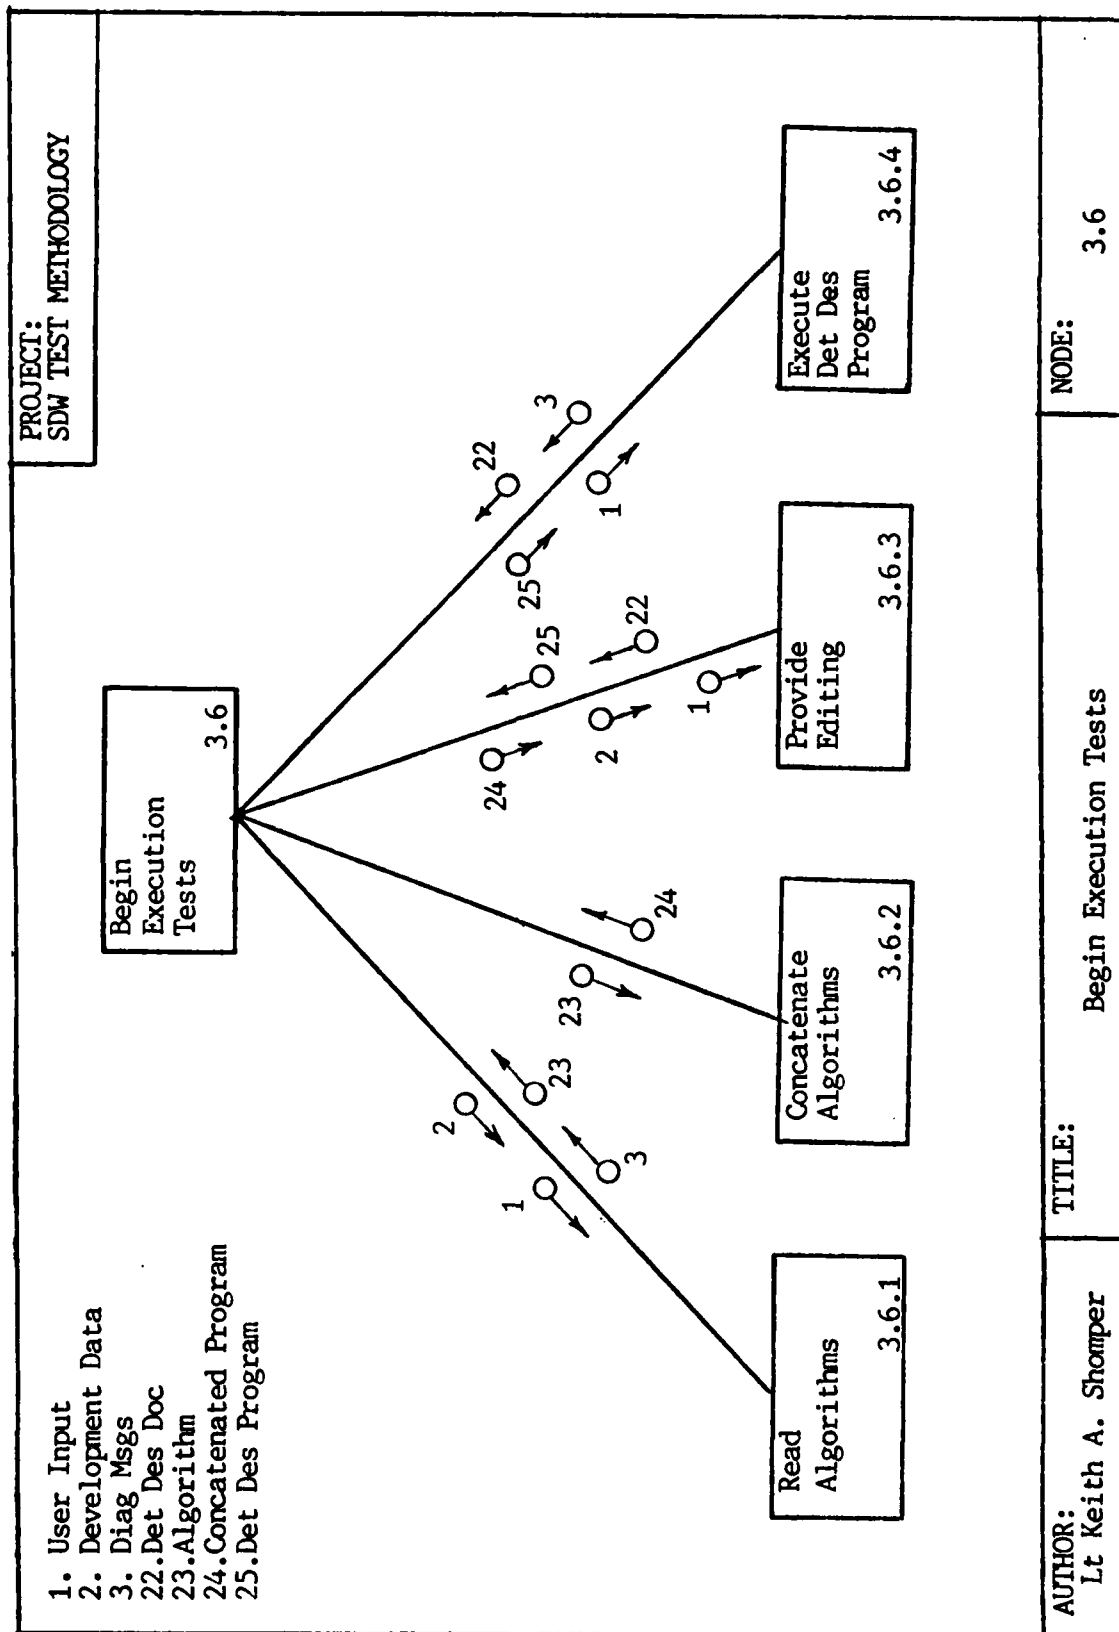 PROJECT:
SDW TEST METHODOLOGY
1. User Input
2. Development Data
3. Diag Msgs
22.Det Des Doc
23.Algorithm
24.Concatenated Program
25.Det Des Program
Begin
Execution
Tests
3.6
2
1
23
3
23
24
24
2
1
25
22
25
1
22
3
Read
Algorithms
3.6.1
Concatenate
Algorithms
3.6.2
Provide
Editing
3.6.3
Execute
Det Des
Program
3.6.4
AUTHOR:
Lt Keith A. Shomper
TITLE:
Begin Execution Tests
NODE:
3.6